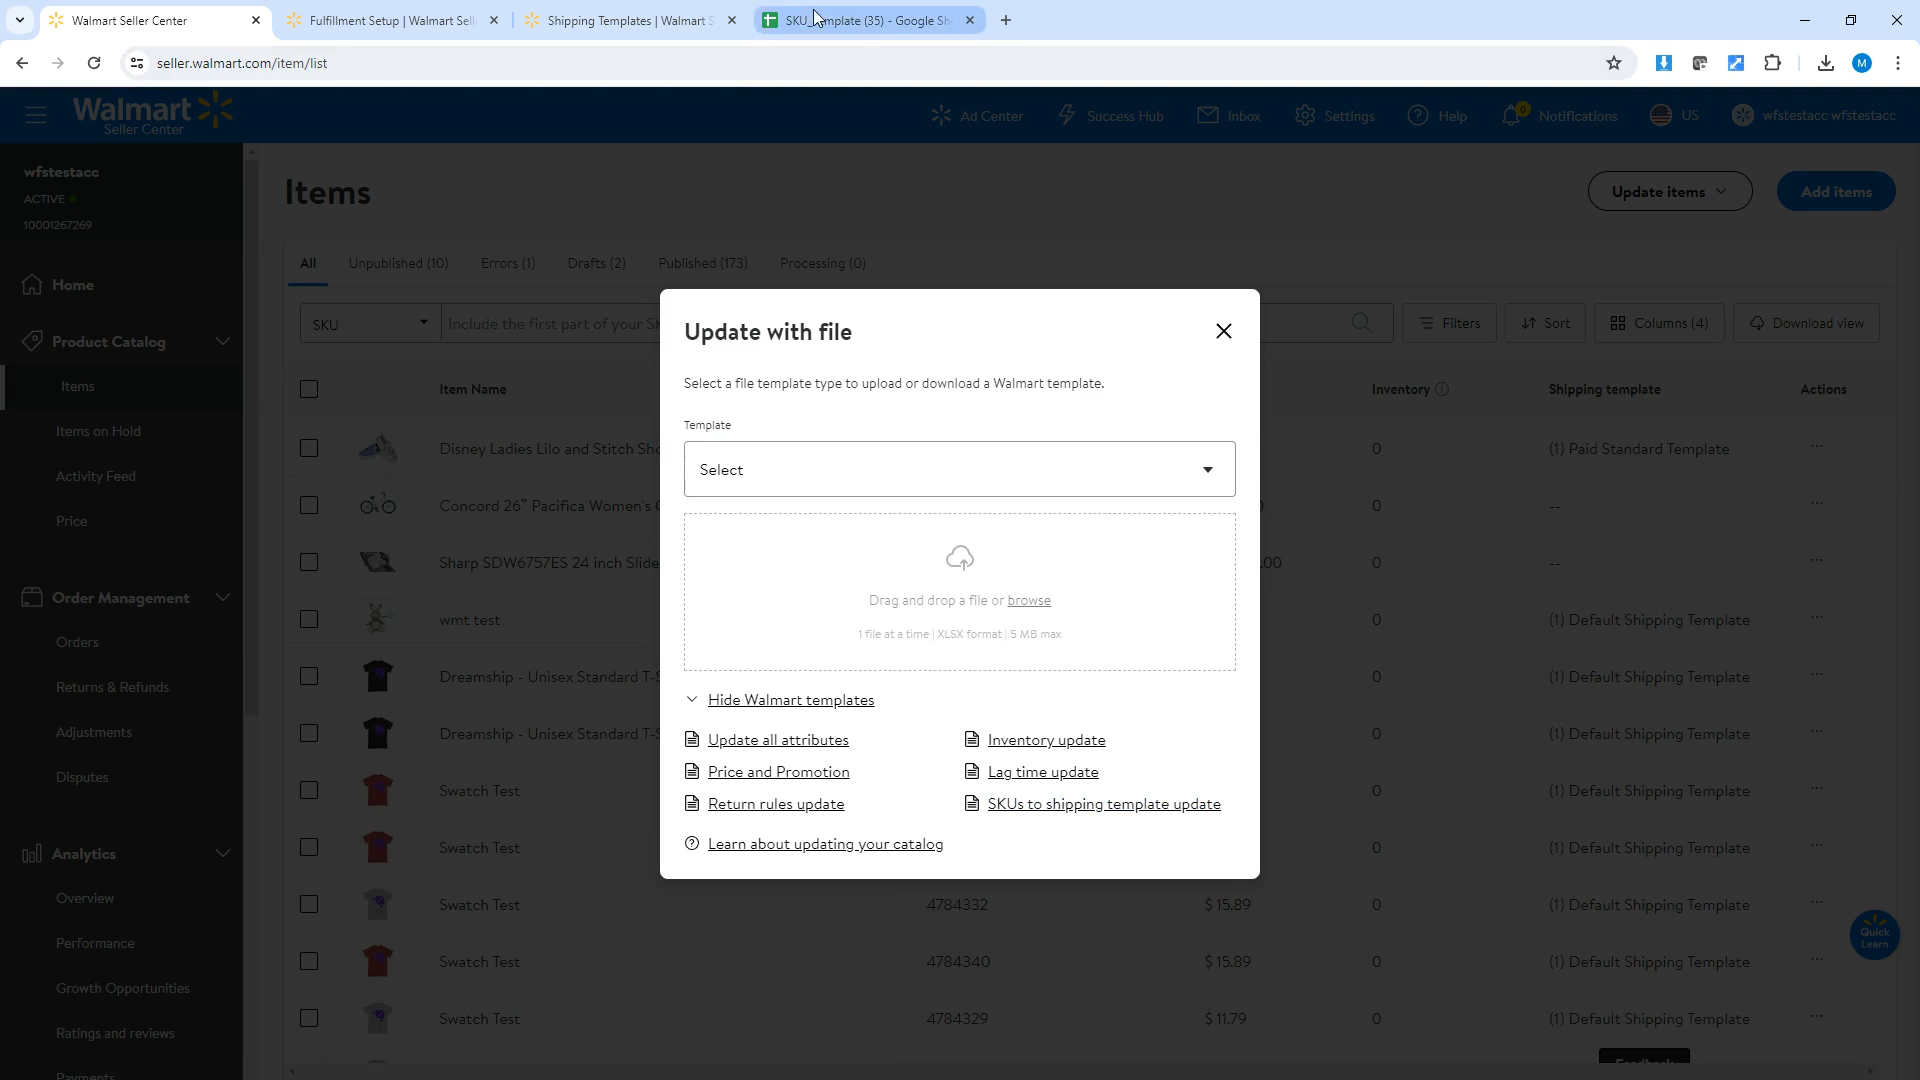 Walmart Seller Center
Fulfillment Setup | Walmart Sell
Shipping Templates | Walmart S
SKU_
mplate (35) - Google Sh
seller.walmart.com/item/list
M
Walmart
Seller Center
Ad Center
Success Hub
Inbox
Settings
Help
0
Notifications
US
wfstestacc wfstestacc
wfstestacc
ACTIVE
10001267269
Home
Product Catalog
Items
Items on Hold
Activity Feed
Price
Order Management
Orders
Returns & Refunds
Adjustments
Disputes
Analytics
Overview
Performance
Growth Opportunities
Ratings and reviews
Payments
Items
Update items
Add items
All
Unpublished (10)
Errors (1)
Drafts (2)
Published (173)
Processing (0)
SKU
Include the first part of your SK
Filters
Sort
Columns (4)
Download view
Item Name
Inventory
Shipping template
Actions
Disney Ladies Lilo and Stitch Sho
0
(1) Paid Standard Template
...
Concord 26” Pacifica Women's C
)
0
--
...
Sharp SDW6757ES 24 inch Slide
.00
0
--
...
wmt test
0
(1) Default Shipping Template
...
Dreamship - Unisex Standard T-S
0
(1) Default Shipping Template
...
Dreamship - Unisex Standard T-S
0
(1) Default Shipping Template
...
Swatch Test
0
(1) Default Shipping Template
...
Swatch Test
0
(1) Default Shipping Template
...
Swatch Test
4784332
$ 15.89
0
(1) Default Shipping Template
...
Swatch Test
4784340
$ 15.89
0
(1) Default Shipping Template
...
Swatch Test
4784329
$ 11.79
0
(1) Default Shipping Template
...
Update with file
Select a file template type to upload or download a Walmart template.
Template
Select
Drag and drop a file or browse
1 file at a time | XLSX format | 5 MB max
Hide Walmart templates
Update all attributes
Inventory update
Price and Promotion
Lag time update
Return rules update
SKUs to shipping template update
Learn about updating your catalog
Quick
Learn
Feedback